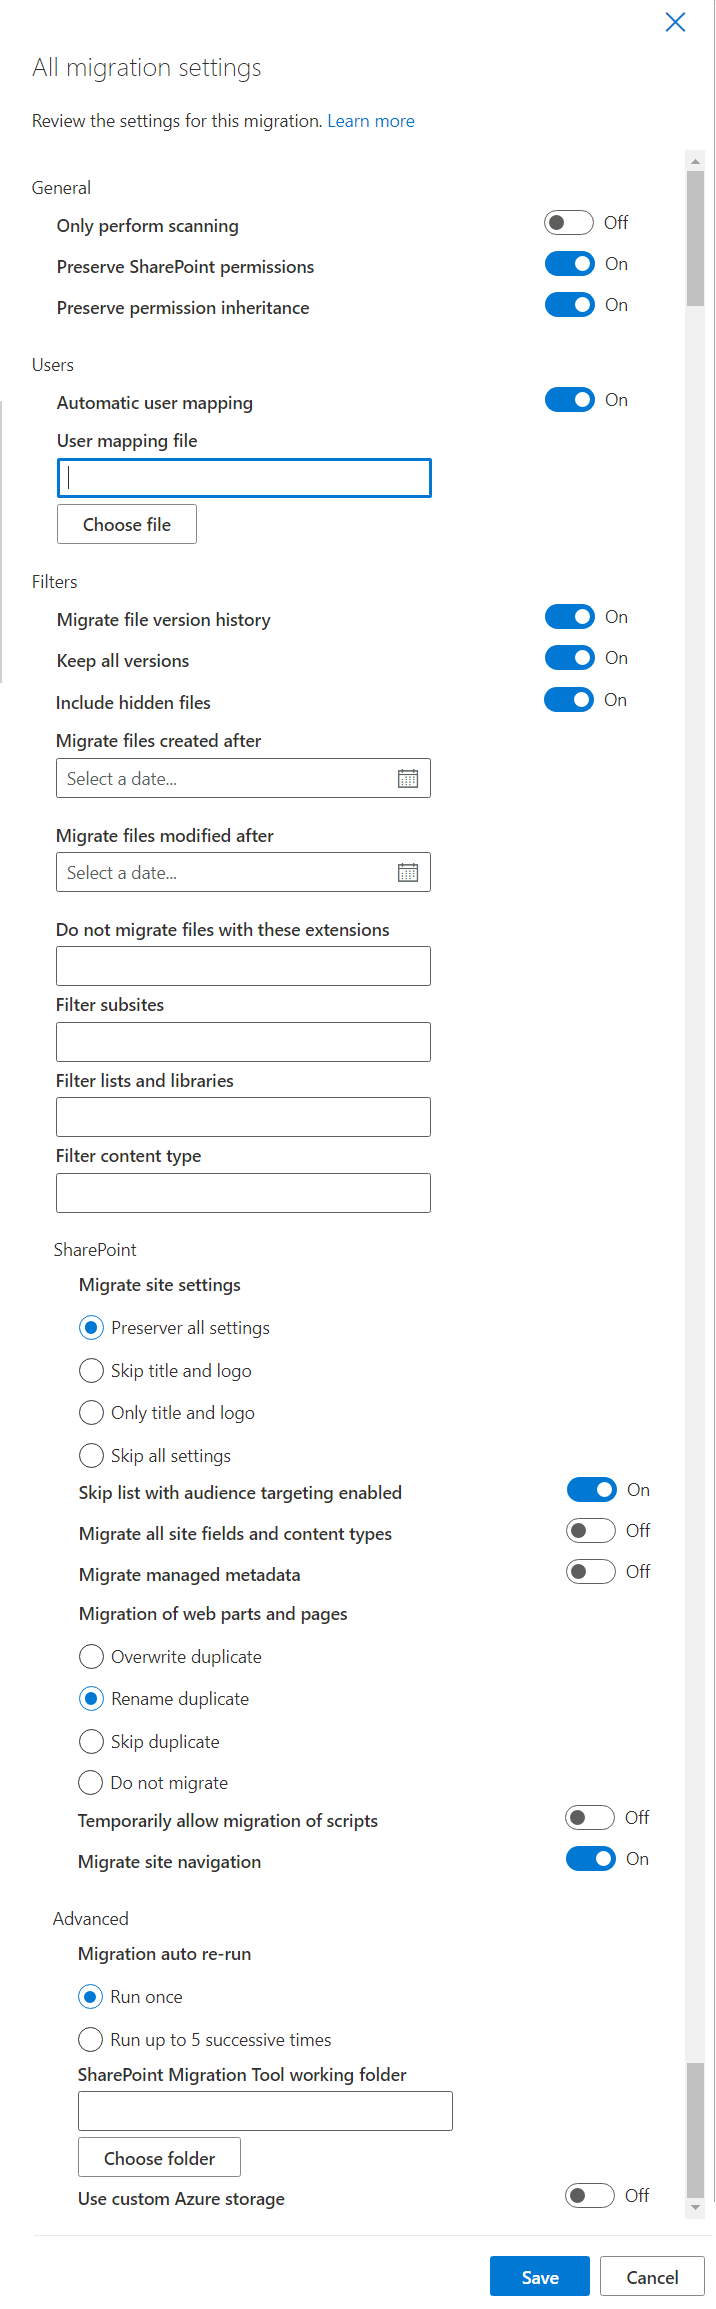 All migration settings
Review the settings for this migration. Learn more
General
Only perform scanning Off
Preserve SharePoint permissions On
Preserve permission inheritance On
Users
Automatic user mapping On
User mapping file
Choose file
Filters
Migrate file version history On
Keep all versions On
Include hidden files On
Migrate files created after
Select a date...
Migrate files modified after
Select a date...
Do not migrate files with these extensions
Filter subsites
Filter lists and libraries
Filter content type
SharePoint
Migrate site settings
Preserver all settings
Skip title and logo
Only title and logo
Skip all settings
Skip list with audience targeting enabled On
Migrate all site fields and content types Off
Migrate managed metadata Off
Migration of web parts and pages
Overwrite duplicate
Rename duplicate
Skip duplicate
Do not migrate
Temporarily allow migration of scripts Off
Migrate site navigation On
Advanced
Migration auto re-run
Run once
Run up to 5 successive times
SharePoint Migration Tool working folder
Choose folder
Use custom Azure storage Off
Save Cancel